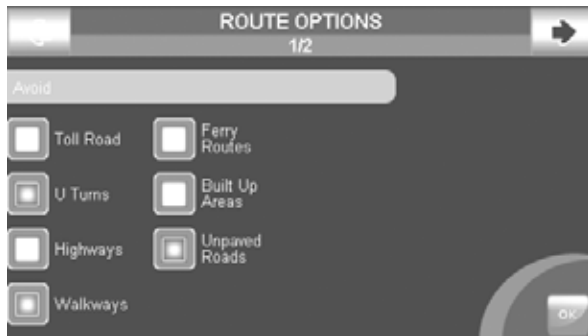 ROUTE OPTIONS
1/2
Avoid
Toll Road
Ferry
Routes
U Turns
Built Up
Areas
Highways
Unpaved
Roads
Walkways
OK